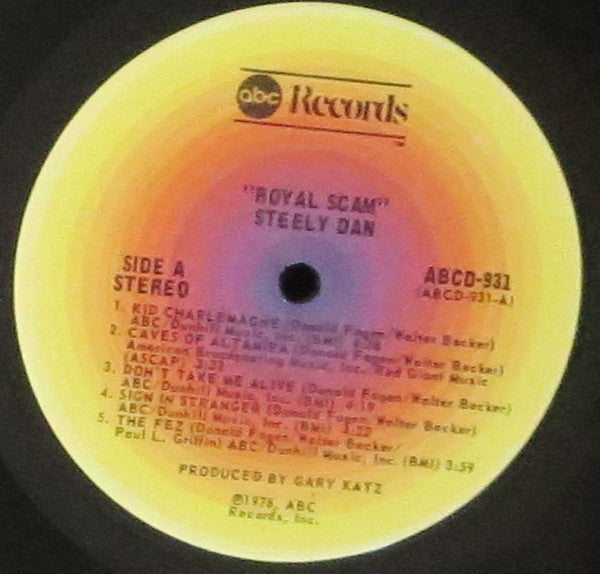 abc Records
TM
"ROYAL SCAM"
STEELY DAN
SIDE A
STEREO
ABCD-931
(ABCD-931-A)
1. KID CHARLEMAGNE (Donald Fagen/Walter Becker)
ABC/Dunhill Music, Inc. (BMI)
2. CAVES OF ALTAMIRA (Donald Fagen/Walter Becker)
American Broadcasting Music, Inc./Red Giant Music
(ASCAP) 3:33
3. DON'T TAKE ME ALIVE (Donald Fagen/Walter Becker)
ABC/Dunhill Music, Inc. (BMI) 4:19
4. SIGN IN STRANGER (Donald Fagen/Walter Becker)
ABC/Dunhill Music, Inc. (BMI)
5. THE FEZ (Donald Fagen/Walter Becker/
Paul L. Griffin) ABC/Dunhill Music, Inc. (BMI) 3:59
PRODUCED BY GARY KATZ
℗1976, ABC
Records, Inc.